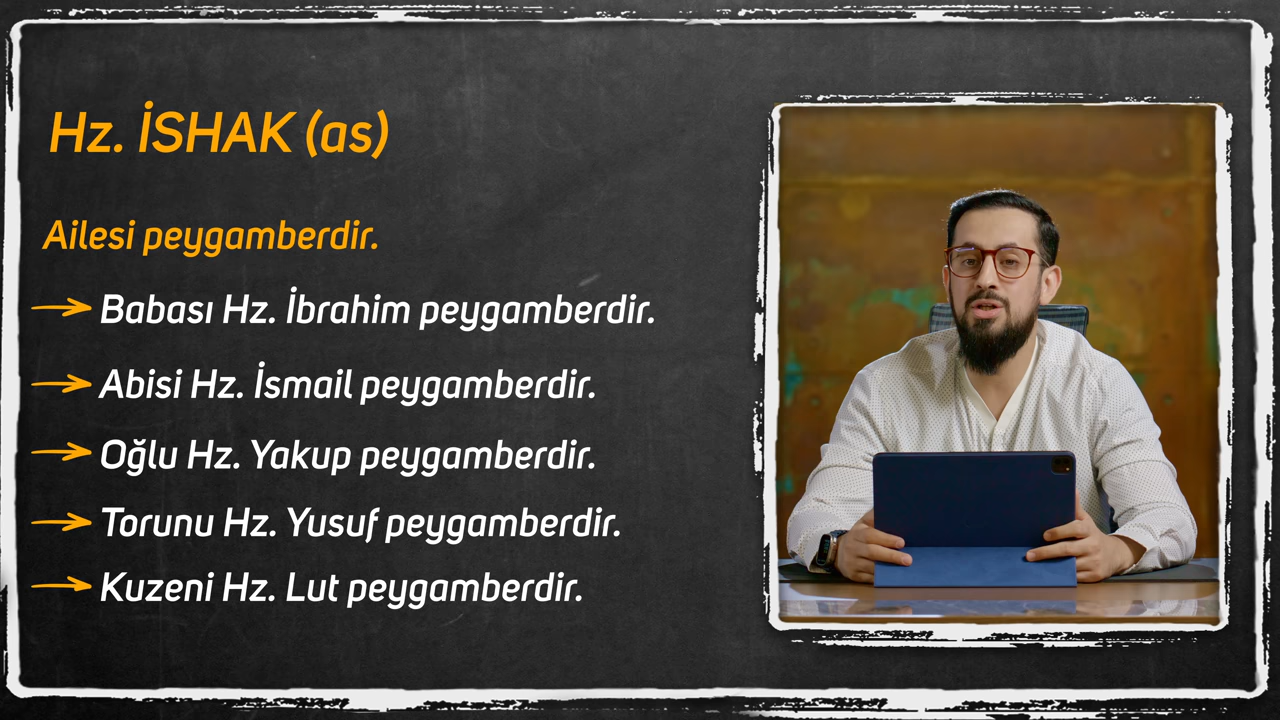 Hz. İSHAK (as)
Ailesi peygamberdir.
Babası Hz. İbrahim peygamberdir.
Abisi Hz. İsmail peygamberdir.
Oğlu Hz. Yakup peygamberdir.
Torunu Hz. Yusuf peygamberdir.
Kuzeni Hz. Lut peygamberdir.